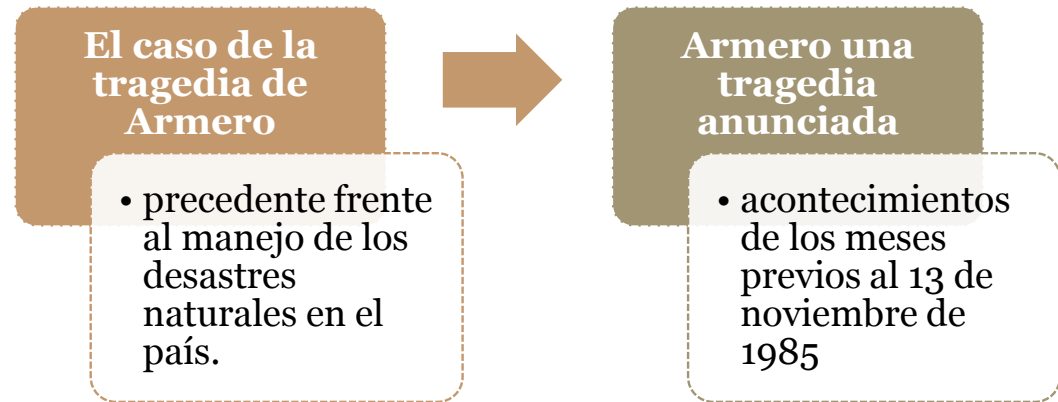 El caso de la
tragedia de
Armero
• precedente frente
al manejo de los
desastres
naturales en el
país.
Armero una
tragedia
anunciada
• acontecimientos
de los meses
previos al 13 de
noviembre de
1985